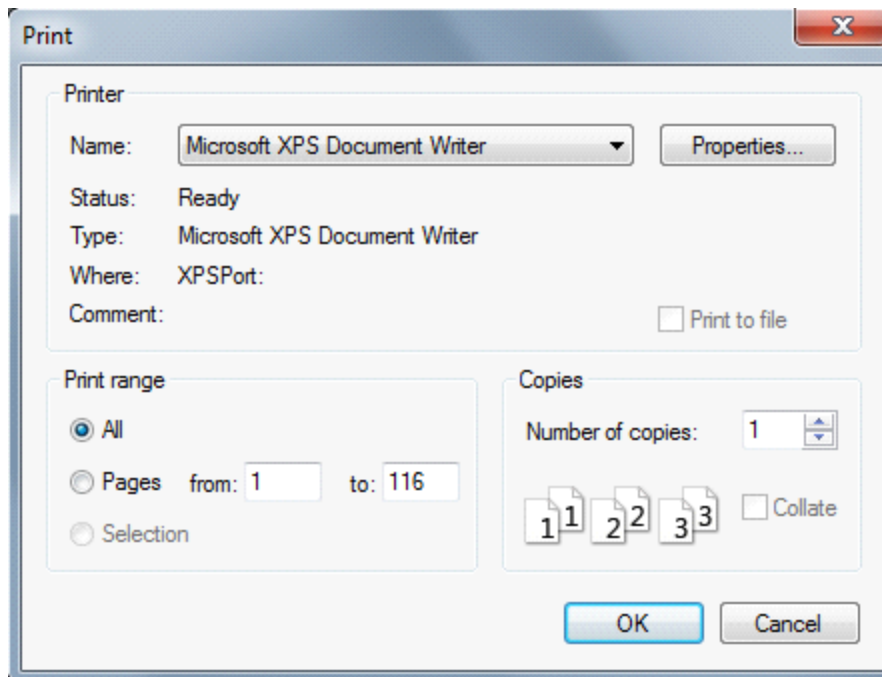 Print
Printer
Name: Microsoft XPS Document Writer Properties...
Status: Ready
Type: Microsoft XPS Document Writer
Where: XPSPort:
Comment: Print to file
Print range
All
Pages from: 1 to: 116
Selection
Copies
Number of copies: 1
1 1 2 2 3 3 Collate
OK Cancel